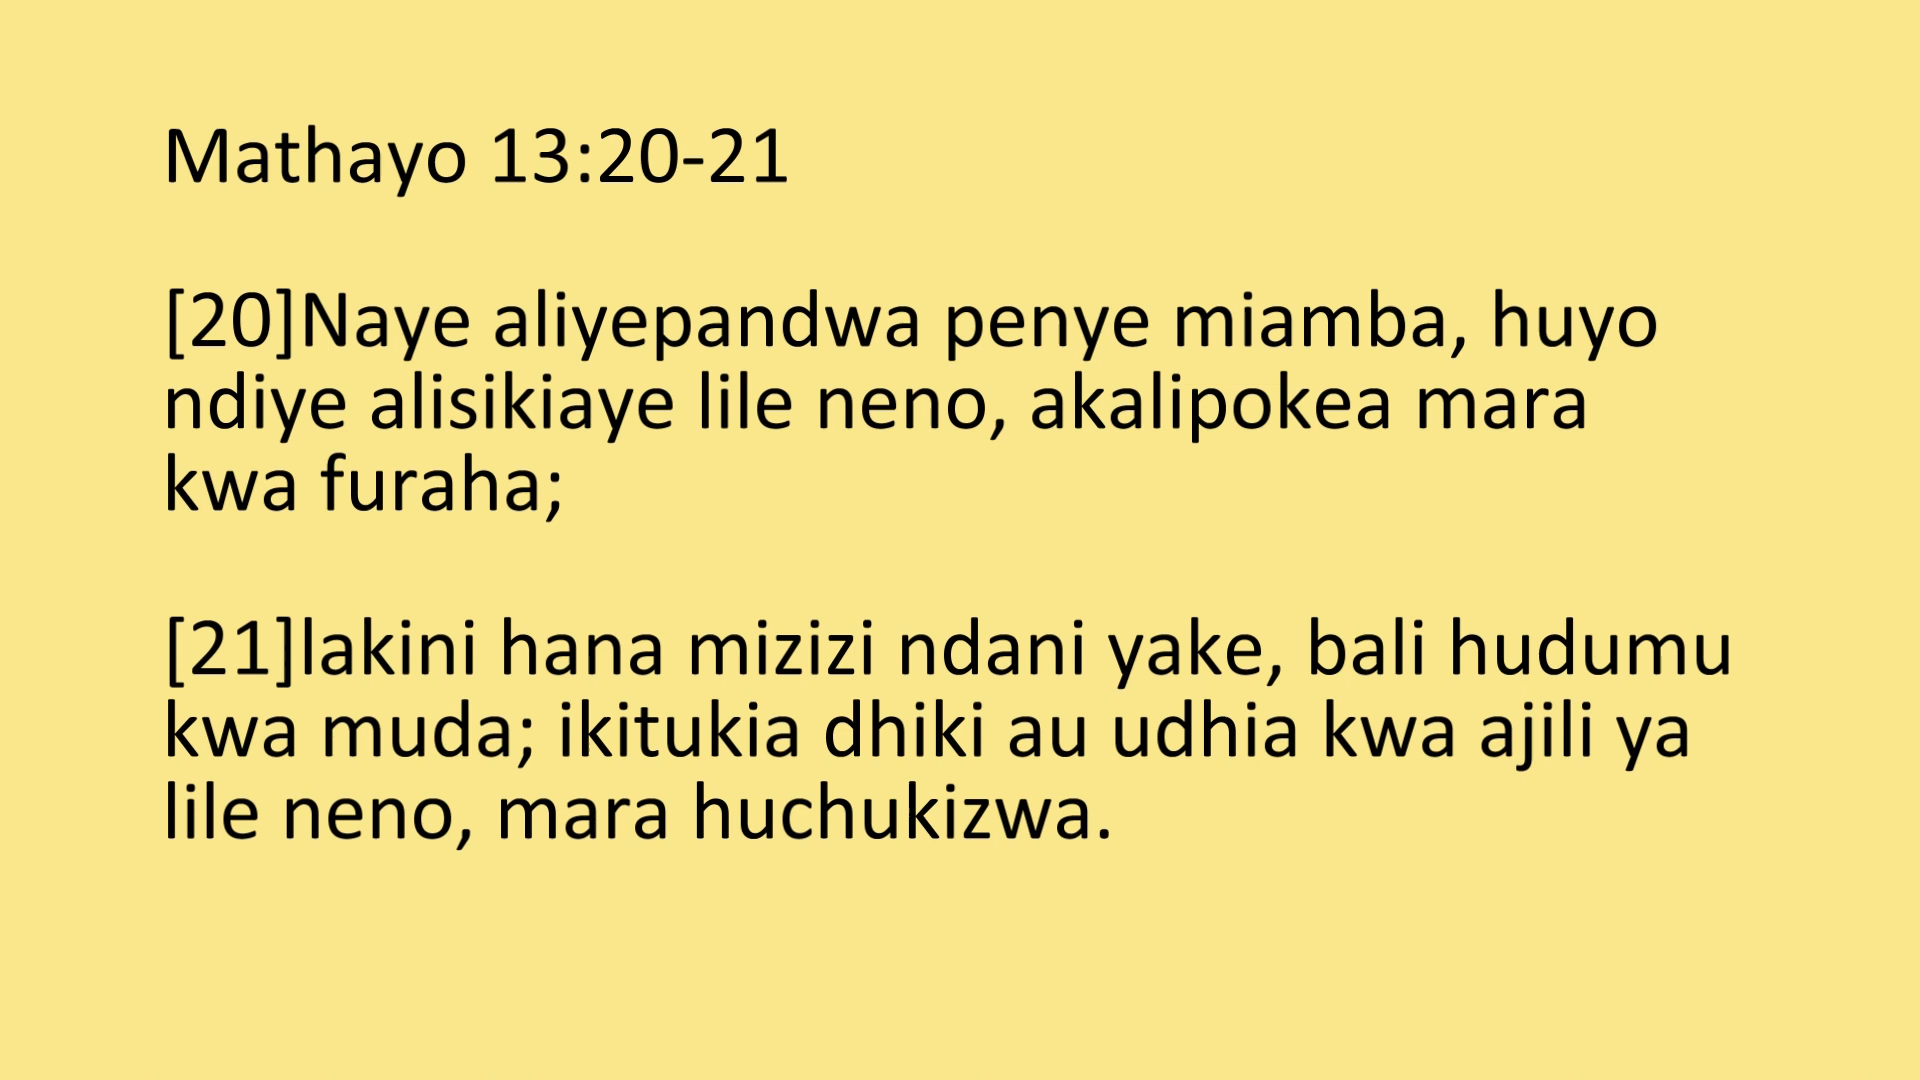 Mathayo 13:20-21
[20]Naye aliyepandwa penye miamba, huyo
ndiye alisikiaye lile neno, akalipokea mara
kwa furaha;
[21]lakini hana mizizi ndani yake, bali hudumu
kwa muda; ikitukia dhiki au udhia kwa ajili ya
lile neno, mara huchukizwa.